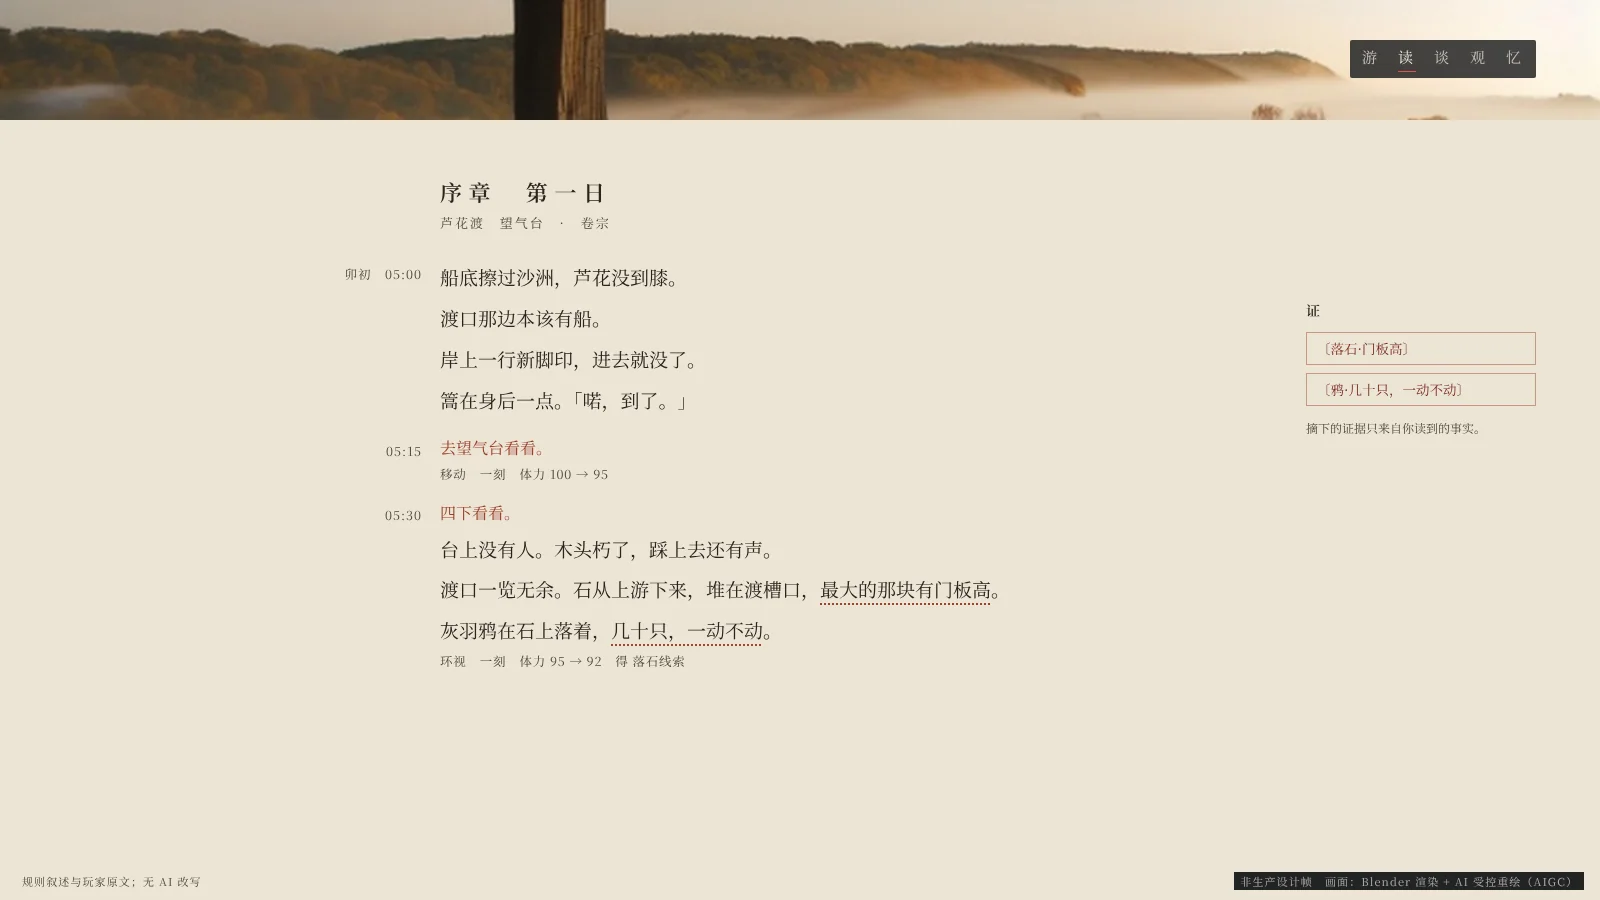 游 读 谈 观 忆
序章 第一日
芦花渡 望气台 · 卷宗
卯初 05:00 船底擦过沙洲，芦花没到膝。
渡口那边本该有船。
岸上一行新脚印，进去就没了。
篙在身后一点。「喏，到了。」
05:15 去望气台看看。
移动 一刻 体力 100 → 95
05:30 四下看看。
台上没有人。木头朽了，踩上去还有声。
渡口一览无余。石从上游下来，堆在渡槽口，最大的那块有门板高。
灰羽鸦在石上落着，几十只，一动不动。
环视 一刻 体力 95 → 92 得 落石线索
证
〔落石·门板高〕
〔鸦·几十只，一动不动〕
摘下的证据只来自你读到的事实。
规则叙述与玩家原文；无 AI 改写
非生产设计帧 画面：Blender 渲染 + AI 受控重绘（AIGC）